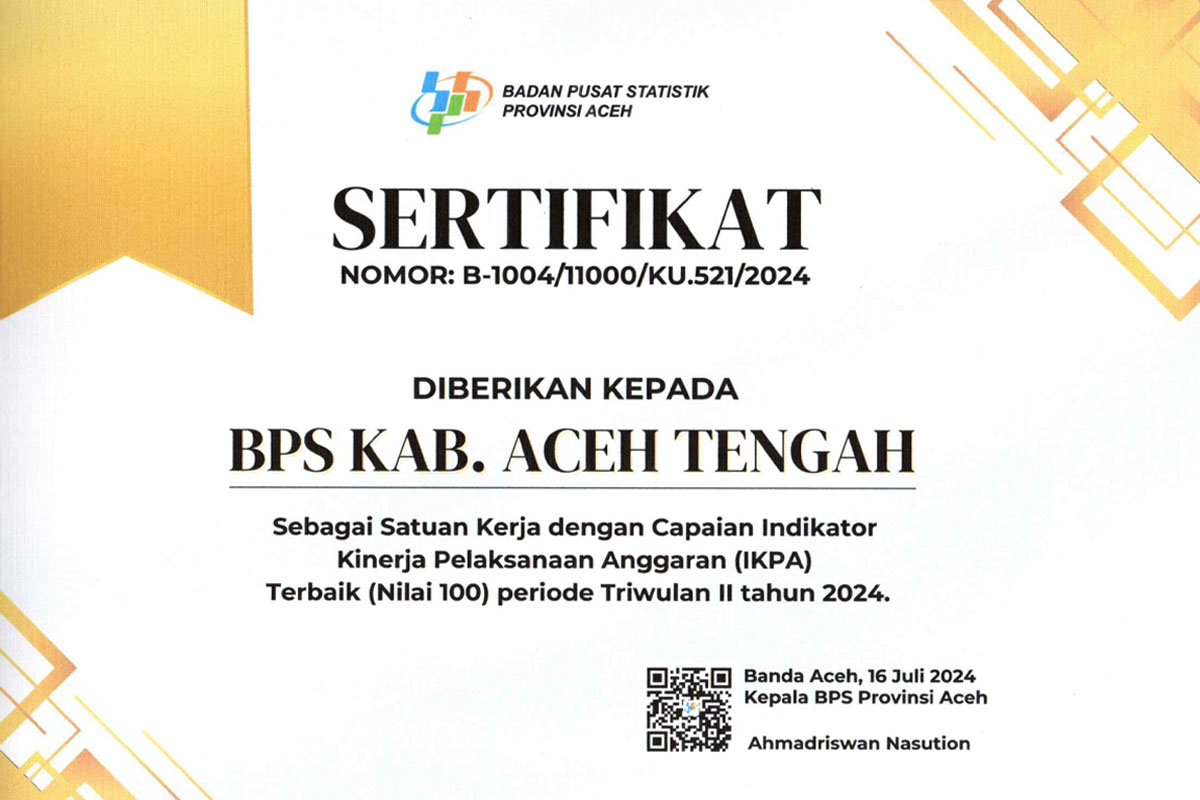 BADAN PUSAT STATISTIK
PROVINSI ACEH
SERTIFIKAT
NOMOR: B-1004/11000/KU.521/2024
DIBERIKAN KEPADA
BPS KAB. ACEH TENGAH
Sebagai Satuan Kerja dengan Capaian Indikator
Kinerja Pelaksanaan Anggaran (IKPA)
Terbaik (Nilai 100) periode Triwulan II tahun 2024.
Banda Aceh, 16 Juli 2024
Kepala BPS Provinsi Aceh
Ahmadriswan Nasution